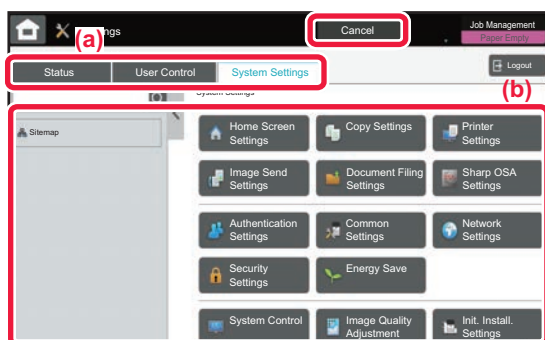 Cancel
Job Management
Paper Empty
(a)
Status
User Control
System Settings
Logout
(b)
System Settings
Sitemap
Home Screen
Settings
Copy Settings
Printer
Settings
Image Send
Settings
Document Filing
Settings
Sharp OSA
Settings
Authentication
Settings
Common
Settings
Network
Settings
Security
Settings
Energy Save
System Control
Image Quality
Adjustment
Init. Install.
Settings